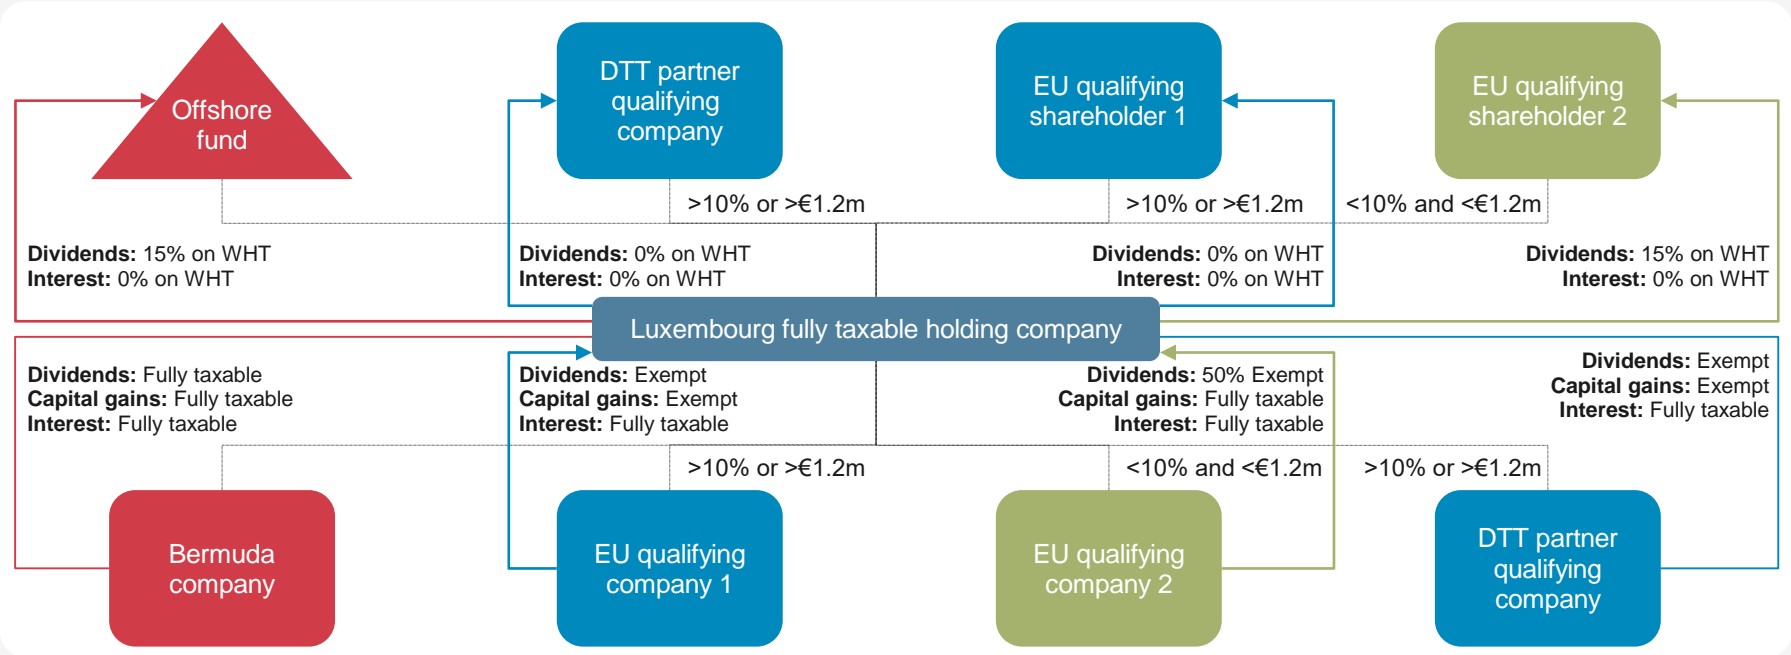 Offshore
fund
DTT partner
qualifying
company
EU qualifying
shareholder 1
EU qualifying
shareholder 2
>10% or >€1.2m
>10% or >€1.2m
<10% and <€1.2m
Dividends: 15% on WHT
Interest: 0% on WHT
Dividends: 0% on WHT
Interest: 0% on WHT
Dividends: 0% on WHT
Interest: 0% on WHT
Dividends: 15% on WHT
Interest: 0% on WHT
Luxembourg fully taxable holding company
Dividends: Fully taxable
Capital gains: Fully taxable
Interest: Fully taxable
Dividends: Exempt
Capital gains: Exempt
Interest: Fully taxable
Dividends: 50% Exempt
Capital gains: Fully taxable
Interest: Fully taxable
Dividends: Exempt
Capital gains: Exempt
Interest: Fully taxable
>10% or >€1.2m
<10% and <€1.2m
>10% or >€1.2m
Bermuda
company
EU qualifying
company 1
EU qualifying
company 2
DTT partner
qualifying
company